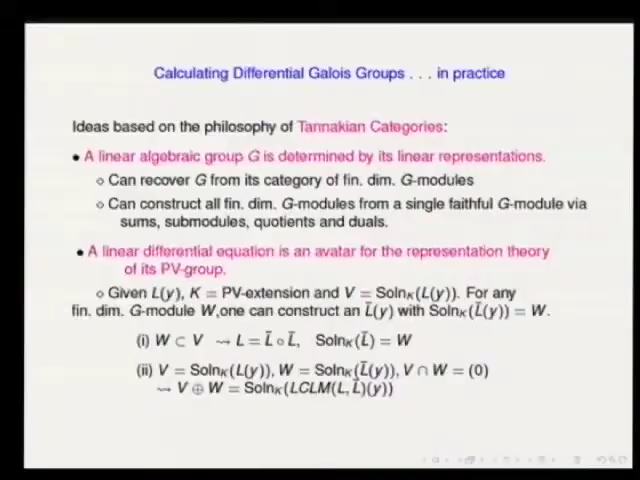 Calculating Differential Galois Groups . . . in practice
Ideas based on the philosophy of Tannakian Categories:
• A linear algebraic group G is determined by its linear representations.
◦ Can recover G from its category of fin. dim. G-modules
◦ Can construct all fin. dim. G-modules from a single faithful G-module via
sums, submodules, quotients and duals.
• A linear differential equation is an avatar for the representation theory
of its PV-group.
◦ Given L(y), K = PV-extension and V = Soln_K(L(y)). For any
fin. dim. G-module W,one can construct an L̄(y) with Soln_K(L̄(y)) = W.
(i) W ⊂ V ⇝ L = L̄ ∘ L̄, Soln_K(L̄) = W
(ii) V = Soln_K(L(y)), W = Soln_K(L̄(y)), V ∩ W = (0)
⇝ V ⊕ W = Soln_K(LCLM(L, L̄)(y))